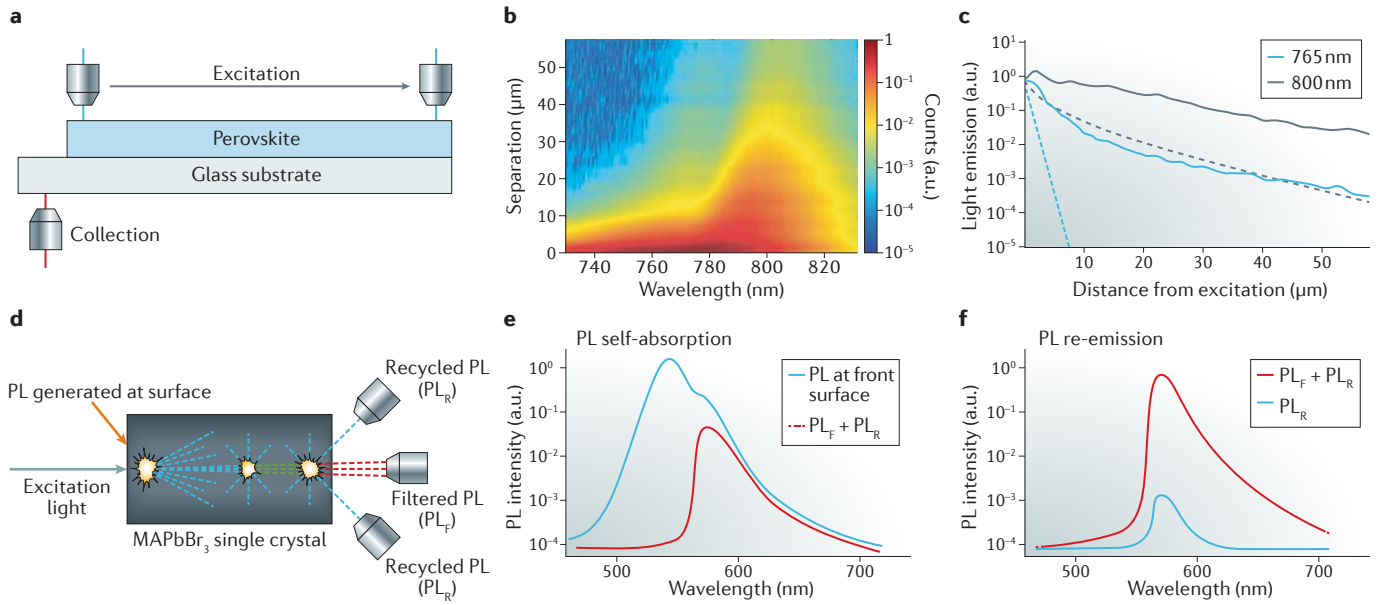 a
Excitation
Perovskite
Glass substrate
Collection
b
Separation (μm)
50
40
30
20
10
0
740
760
780
800
820
Wavelength (nm)
1
10⁻¹
10⁻²
10⁻³
10⁻⁴
10⁻⁵
Counts (a.u.)
c
Light emission (a.u.)
10¹
10⁰
10⁻¹
10⁻²
10⁻³
10⁻⁴
10⁻⁵
765 nm
800 nm
10
20
30
40
50
Distance from excitation (μm)
d
PL generated at surface
Excitation
light
MAPbBr₃ single crystal
Recycled PL
(PL_R)
Filtered PL
(PL_F)
Recycled PL
(PL_R)
e
PL self-absorption
PL intensity (a.u.)
10⁰
10⁻¹
10⁻²
10⁻³
10⁻⁴
PL at front
surface
PL_F + PL_R
500
600
700
Wavelength (nm)
f
PL re-emission
PL intensity (a.u.)
10⁰
10⁻¹
10⁻²
10⁻³
10⁻⁴
PL_F + PL_R
PL_R
500
600
700
Wavelength (nm)